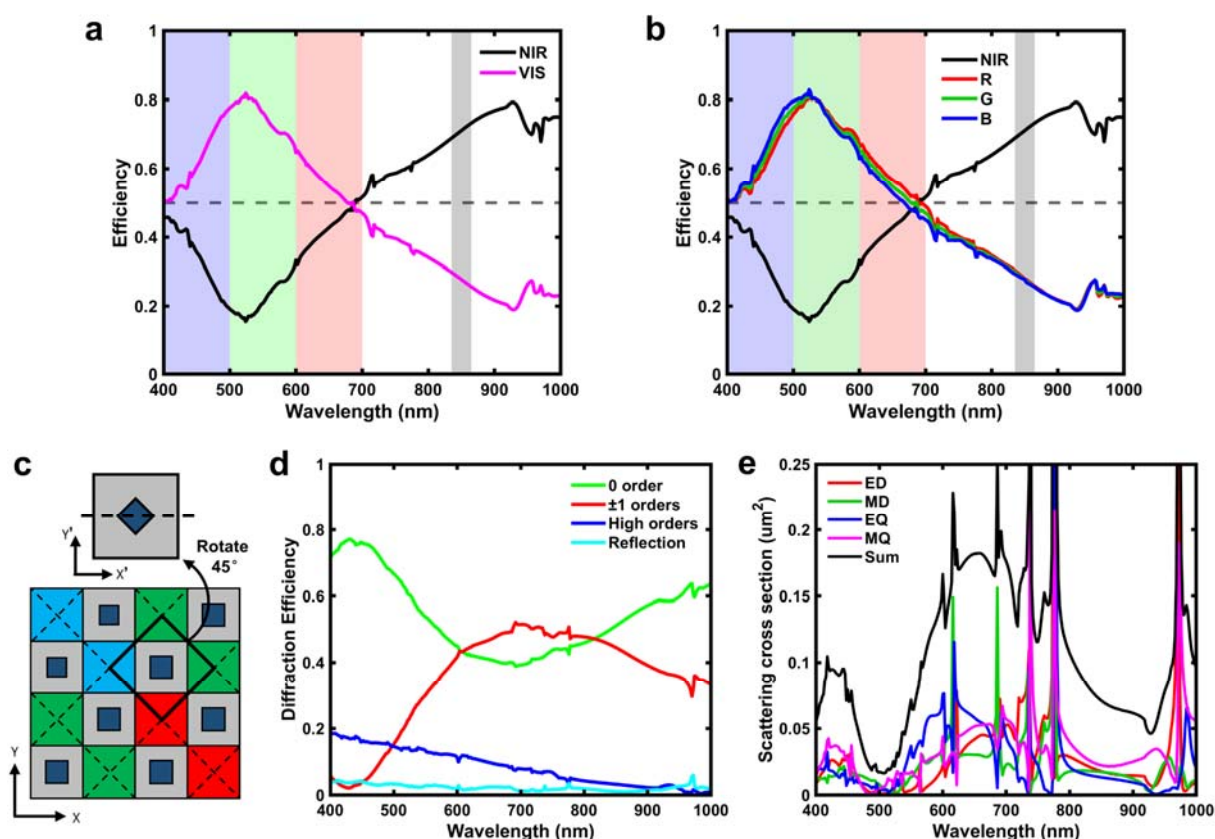 a
1
0.8
0.6
0.4
0.2
0
Efficiency
NIR
VIS
400 500 600 700 800 900 1000
Wavelength (nm)
b
1
0.8
0.6
0.4
0.2
0
Efficiency
NIR
R
G
B
400 500 600 700 800 900 1000
Wavelength (nm)
c
Y'
X'
Rotate
45°
Y
X
d
1
0.8
0.6
0.4
0.2
0
Diffraction Efficiency
0 order
±1 orders
High orders
Reflection
400 500 600 700 800 900 1000
Wavelength (nm)
e
0.25
0.2
0.15
0.1
0.05
0
Scattering cross section (um²)
ED
MD
EQ
MQ
Sum
400 500 600 700 800 900 1000
Wavelength (nm)